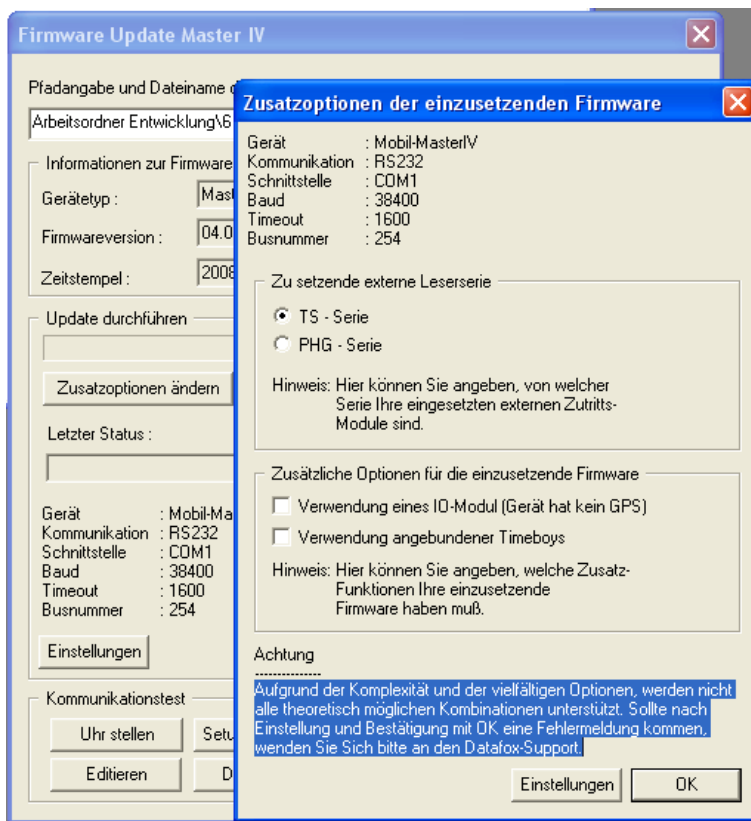 Firmware Update Master IV
Pfadangabe und Dateiname d
Arbeitsordner Entwicklung\6
Informationen zur Firmware
Gerätetyp :
Mast
Firmwareversion :
04.0
Zeitstempel :
2008
Update durchführen
Zusatzoptionen ändern
Letzter Status :
Gerät : Mobil-Ma
Kommunikation : RS232
Schnittstelle : COM1
Baud : 38400
Timeout : 1600
Busnummer : 254
Einstellungen
Kommunikationstest
Uhr stellen
Setu
Editieren
D
Zusatzoptionen der einzusetzenden Firmware
Gerät : Mobil-MasterIV
Kommunikation : RS232
Schnittstelle : COM1
Baud : 38400
Timeout : 1600
Busnummer : 254
Zu setzende externe Leserserie
TS - Serie
PHG - Serie
Hinweis: Hier können Sie angeben, von welcher
Serie Ihre eingesetzten externen Zutritts-
Module sind.
Zusätzliche Optionen für die einzusetzende Firmware
Verwendung eines IO-Modul (Gerät hat kein GPS)
Verwendung angebundener Timeboys
Hinweis: Hier können Sie angeben, welche Zusatz-
Funktionen Ihre einzusetzende
Firmware haben muß.
Achtung
---------------
Aufgrund der Komplexität und der vielfältigen Optionen, werden nicht
alle theoretisch möglichen Kombinationen unterstützt. Sollte nach
Einstellung und Bestätigung mit OK eine Fehlermeldung kommen,
wenden Sie Sich bitte an den Datafox-Support.
Einstellungen
OK